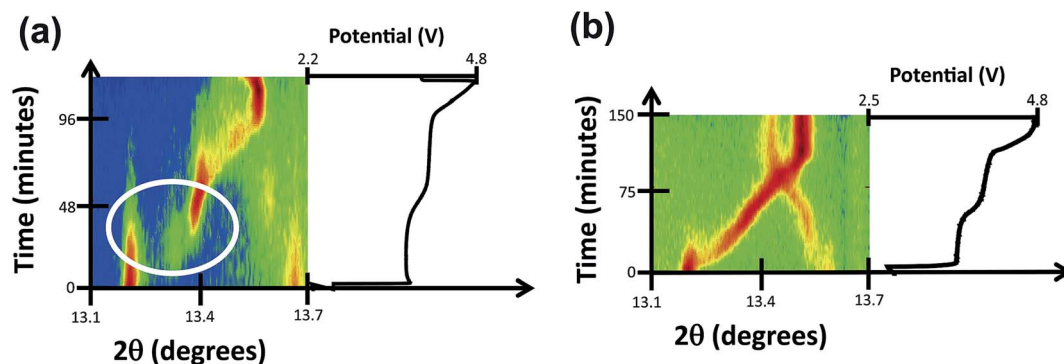 (a)
Potential (V)
2.2
4.8
Time (minutes)
96
48
0
13.1
13.4
13.7
2θ (degrees)
(b)
Potential (V)
2.5
4.8
Time (minutes)
150
75
0
13.1
13.4
13.7
2θ (degrees)